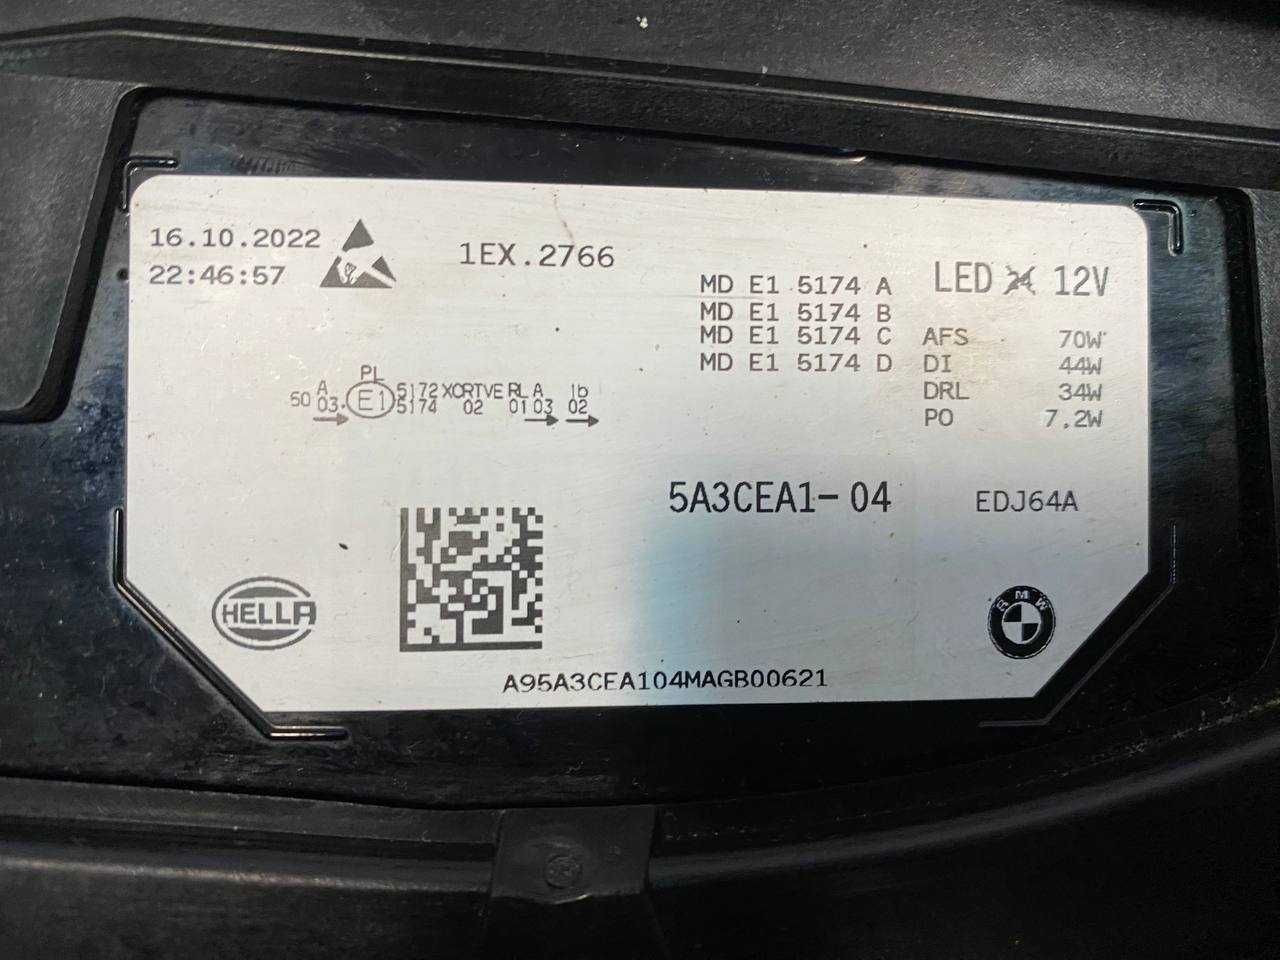 16.10.2022
22:46:57
1EX.2766
MD E1 5174 A
MD E1 5174 B
MD E1 5174 C
MD E1 5174 D
LED 12V
AFS 70W
DI 44W
DRL 34W
PO 7,2W
PL
50 A 03. E1 5172 XCRTVE RL A 1b
5174 02 01 03 02
5A3CEA1-04
EDJ64A
HELLA
BMW
A95A3CEA104MAGB00621